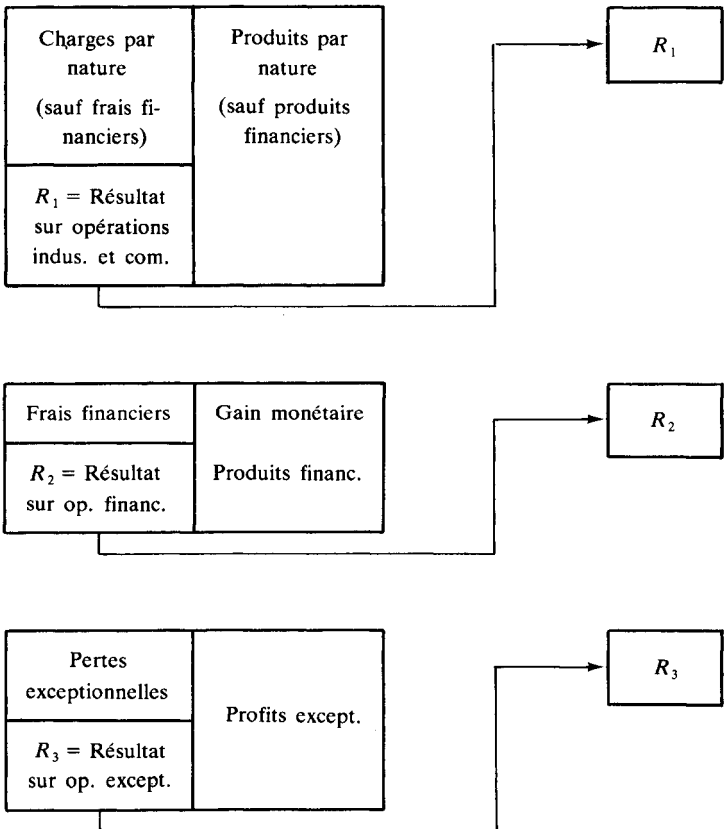 Charges par
nature
(sauf frais fi-
nanciers)
R₁ = Résultat
sur opérations
indus. et com.
Produits par
nature
(sauf produits
financiers)
R₁
Frais financiers
R₂ = Résultat
sur op. financ.
Gain monétaire
Produits financ.
R₂
Pertes
exceptionnelles
R₃ = Résultat
sur op. except.
Profits except.
R₃